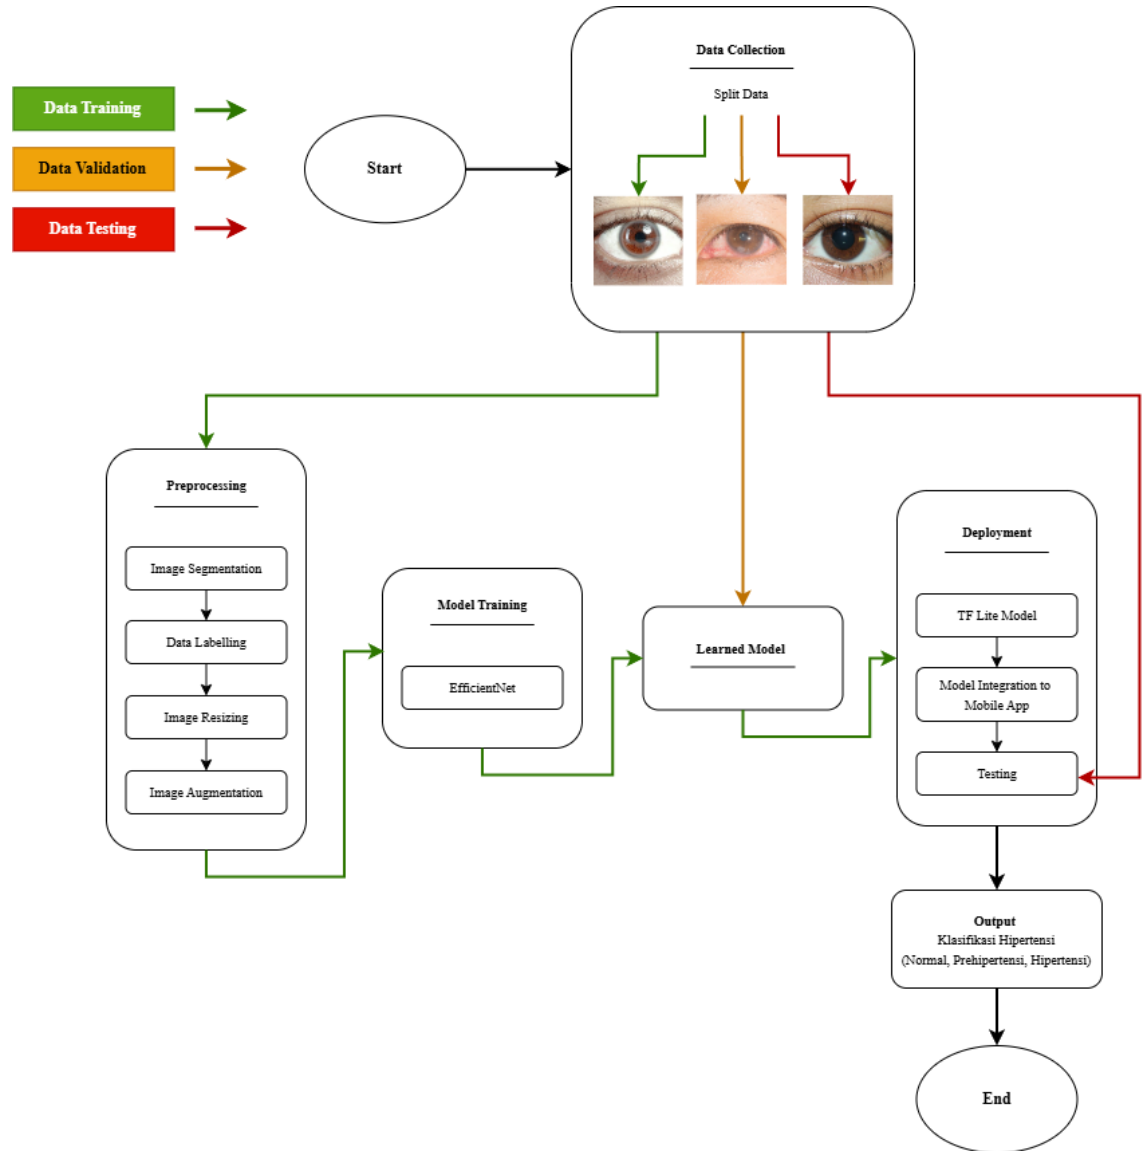 Data Collection
Split Data
Data Training
Data Validation
Data Testing
Start
Preprocessing
Image Segmentation
Data Labelling
Image Resizing
Image Augmentation
Model Training
EfficientNet
Learned Model
Deployment
TF Lite Model
Model Integration to
Mobile App
Testing
Output
Klasifikasi Hipertensi
(Normal, Prehipertensi, Hipertensi)
End